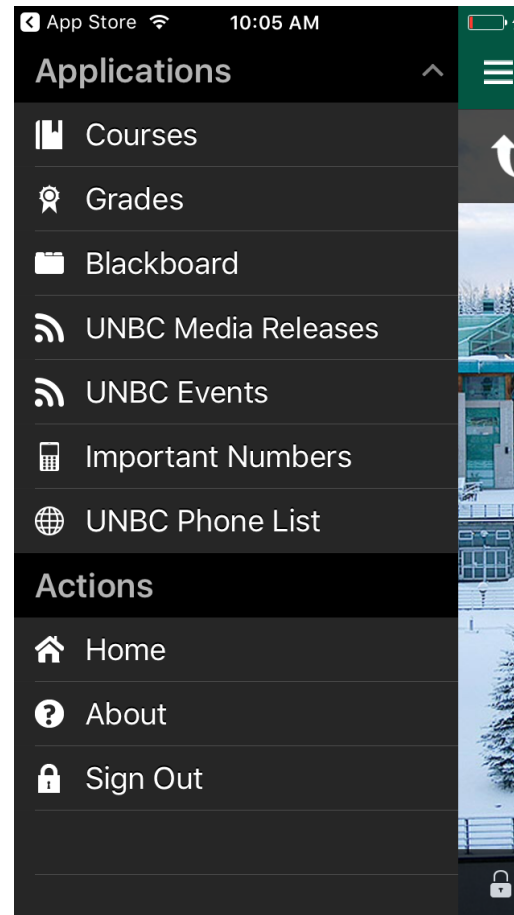 App Store 10:05 AM
Applications
Courses
Grades
Blackboard
UNBC Media Releases
UNBC Events
Important Numbers
UNBC Phone List
Actions
Home
About
Sign Out